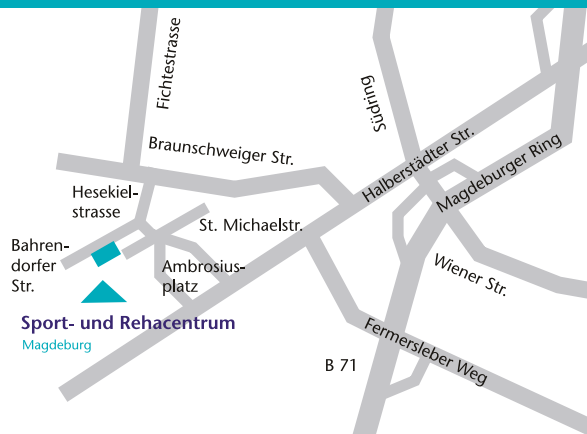 Fichtestrasse
Südring
Braunschweiger Str.
Halberstädter Str.
Magdeburger Ring
Hesekiel-
strasse
St. Michaelstr.
Bahren-
dorfer
Str.
Ambrosius-
platz
Wiener Str.
Sport- und Rehacentrum
Magdeburg
Fermersleber Weg
B 71